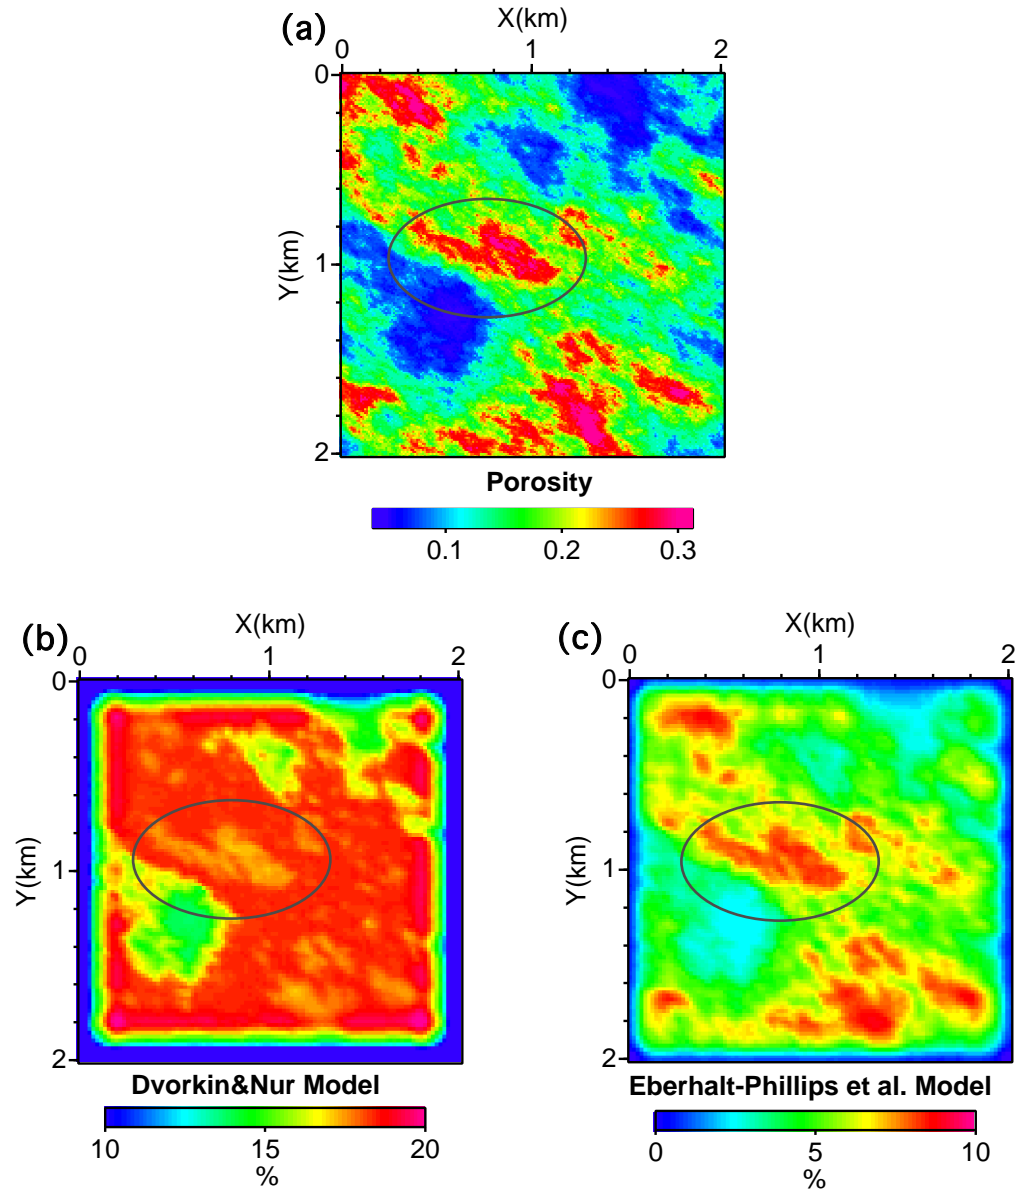 (a)
X(km)
0 1 2
0
Y(km)
1
2
Porosity
0.1 0.2 0.3
(b)
X(km)
0 1 2
0
Y(km)
1
2
Dvorkin&Nur Model
10 15 20
%
(c)
X(km)
0 1 2
0
Y(km)
1
2
Eberhalt-Phillips et al. Model
0 5 10
%